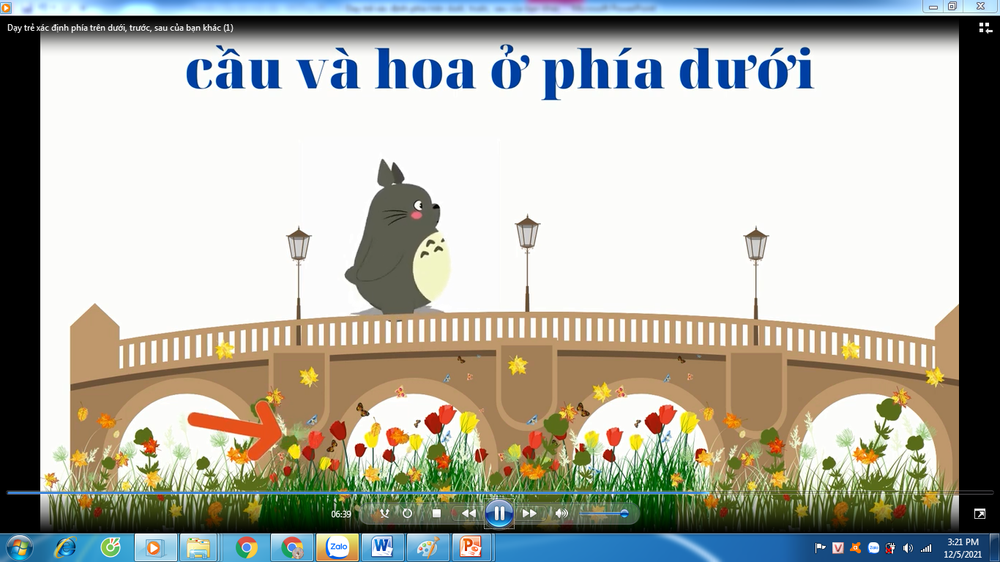 Dạy trẻ xác định phía trên dưới, trước, sau của bạn khác (1)
cầu và hoa ở phía dưới
06:39
Zalo
3:21 PM
12/5/2021